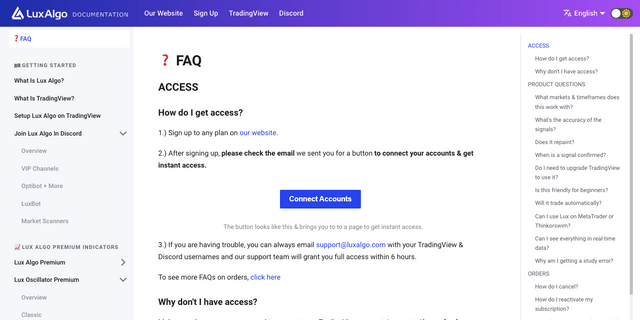 LuxAlgo DOCUMENTATION
Our Website
Sign Up
TradingView
Discord
English
❓ FAQ
GETTING STARTED
What Is Lux Algo?
What Is TradingView?
Setup Lux Algo on TradingView
Join Lux Algo In Discord
Overview
VIP Channels
Optibot + More
LuxBot
Market Scanners
LUX ALGO PREMIUM INDICATORS
Lux Algo Premium
Lux Oscillator Premium
Overview
Classic
❓ FAQ
ACCESS
How do I get access?
1.) Sign up to any plan on our website.
2.) After signing up, please check the email we sent you for a button to connect your accounts & get
instant access.
Connect Accounts
The button looks like this & brings you to to a page to get instant access.
3.) If you are having trouble, you can always email support@luxalgo.com with your TradingView &
Discord usernames and our support team will grant you full access within 6 hours.
To see more FAQs on orders, click here
Why don't I have access?
ACCESS
How do I get access?
Why don't I have access?
PRODUCT QUESTIONS
What markets & timeframes does
this work with?
What's the accuracy of the
signals?
Does it repaint?
When is a signal confirmed?
Do I need to upgrade TradingView
to use it?
Is this friendly for beginners?
Will it trade automatically?
Can I use Lux on MetaTrader or
Thinkorswim?
Can I see everything in real-time
data?
Why am I getting a study error?
ORDERS
How do I cancel?
How do I reactivate my
subscription?